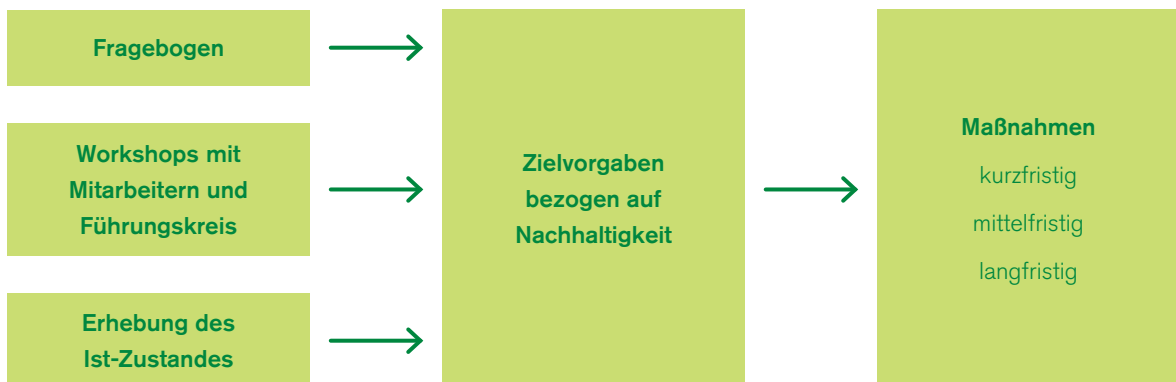 Fragebogen
Workshops mit
Mitarbeitern und
Führungskreis
Erhebung des
Ist-Zustandes
Zielvorgaben
bezogen auf
Nachhaltigkeit
Maßnahmen
kurzfristig
mittelfristig
langfristig